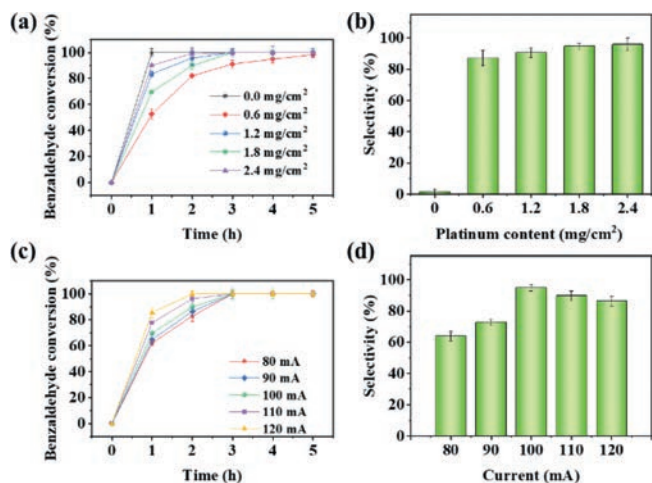 (a)
Benzaldehyde conversion (%)
100
80
60
40
20
0
0.0 mg/cm²
0.6 mg/cm²
1.2 mg/cm²
1.8 mg/cm²
2.4 mg/cm²
0 1 2 3 4 5
Time (h)
(b)
Selectivity (%)
100
80
60
40
20
0
0 0.6 1.2 1.8 2.4
Platinum content (mg/cm²)
(c)
Benzaldehyde conversion (%)
100
80
60
40
20
0
80 mA
90 mA
100 mA
110 mA
120 mA
0 1 2 3 4 5
Time (h)
(d)
Selectivity (%)
100
80
60
40
20
0
80 90 100 110 120
Current (mA)